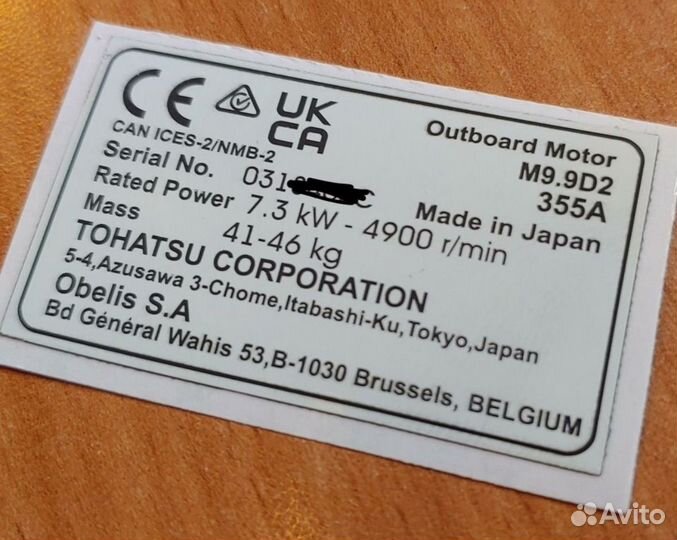 CE UK CA
Outboard Motor
CAN ICES-2/NMB-2
M9.9D2
Serial No. 031
355A
Rated Power 7.3 kW - 4900 r/min
Made in Japan
Mass 41-46 kg
TOHATSU CORPORATION
5-4,Azusawa 3-Chome,Itabashi-Ku,Tokyo,Japan
Obelis S.A
Bd Général Wahis 53,B-1030 Brussels, BELGIUM
Avito